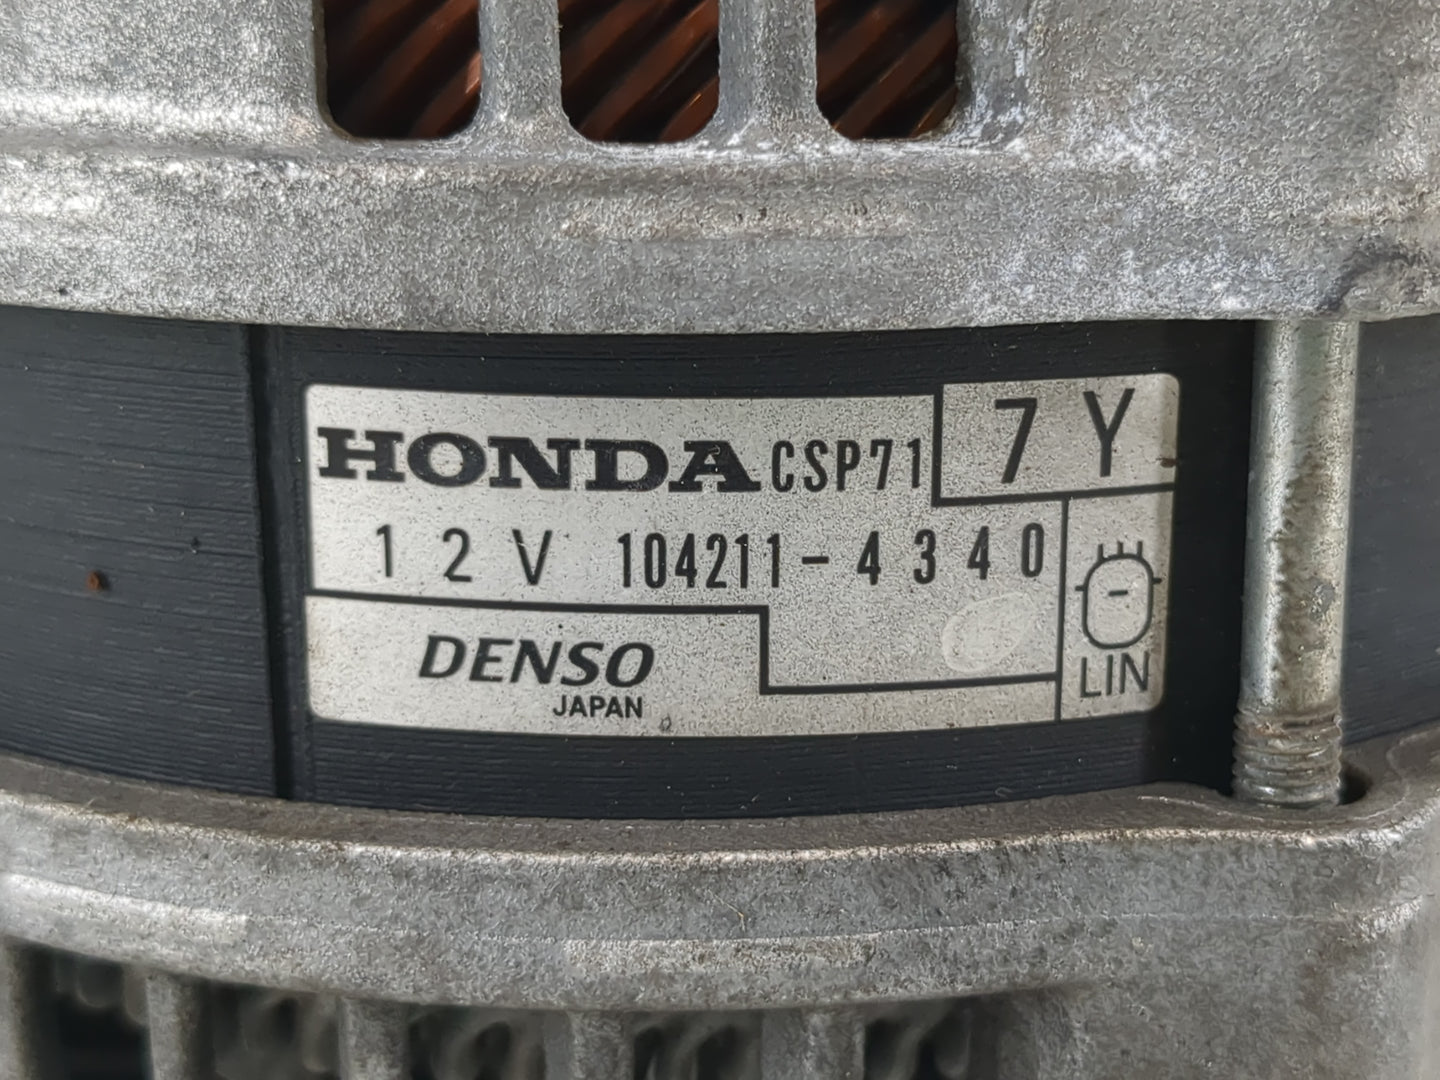 HONDA CSP71 7Y
12V 104211-4340
DENSO
JAPAN
LIN